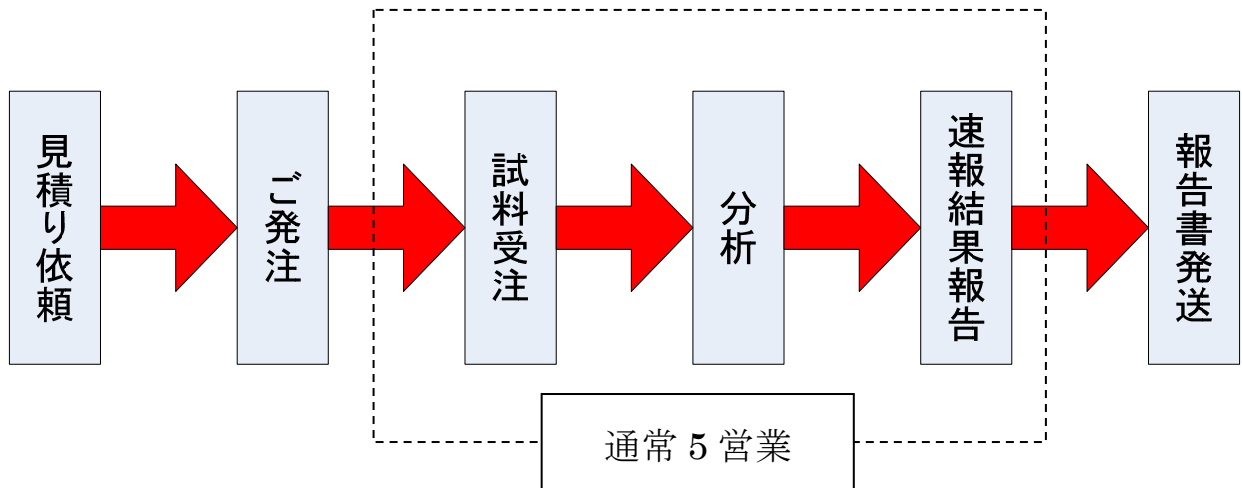 見積り依頼
ご発注
試料受注
分析
速報結果報告
報告書発送
通常 5 営業